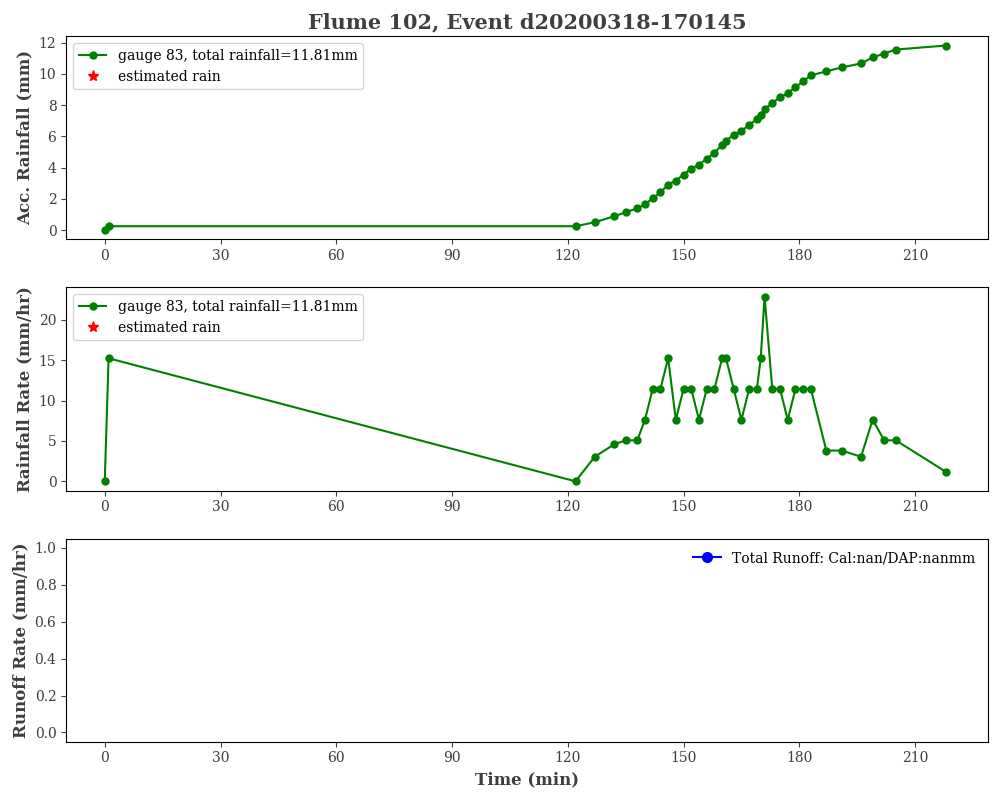 Flume 102, Event d20200318-170145
Acc. Rainfall (mm)
12
10
8
6
4
2
0
gauge 83, total rainfall=11.81mm
estimated rain
0 30 60 90 120 150 180 210
Rainfall Rate (mm/hr)
20
15
10
5
0
gauge 83, total rainfall=11.81mm
estimated rain
0 30 60 90 120 150 180 210
Runoff Rate (mm/hr)
1.0
0.8
0.6
0.4
0.2
0.0
Total Runoff: Cal:nan/DAP:nanmm
0 30 60 90 120 150 180 210
Time (min)